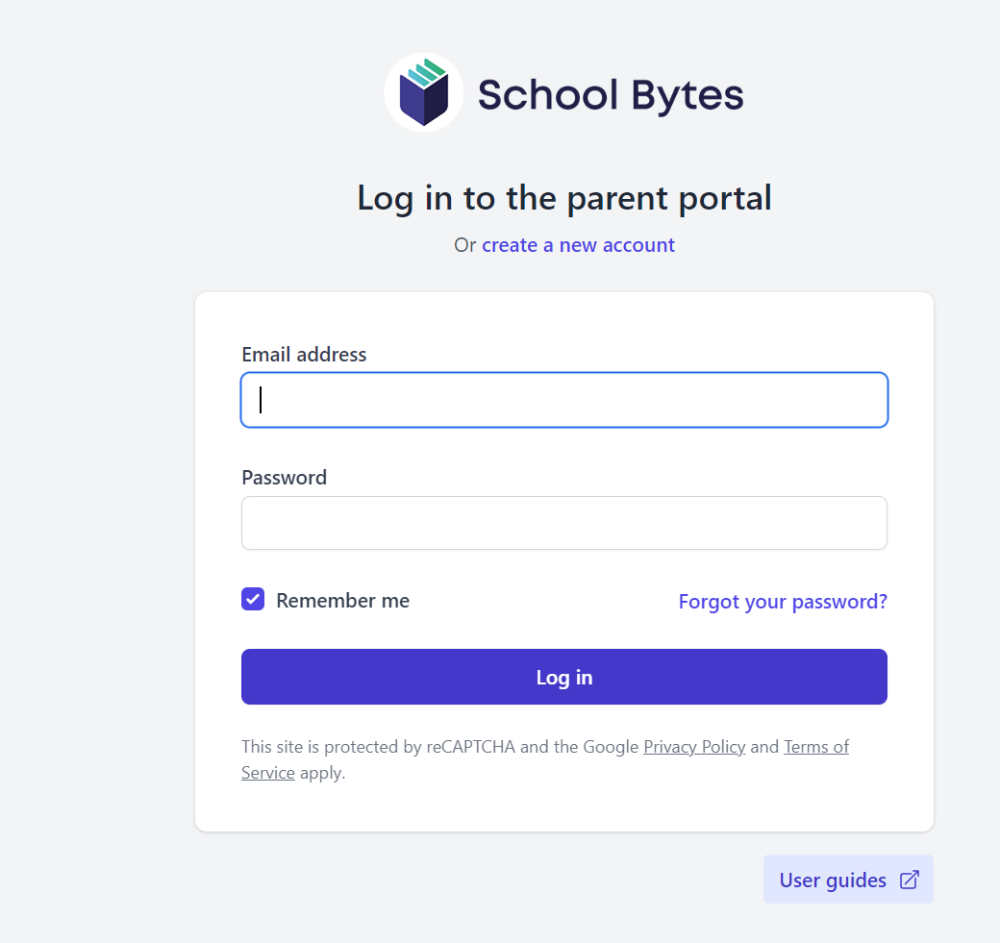 School Bytes
Log in to the parent portal
Or create a new account
Email address
Password
Remember me
Forgot your password?
Log in
This site is protected by reCAPTCHA and the Google Privacy Policy and Terms of
Service apply.
User guides